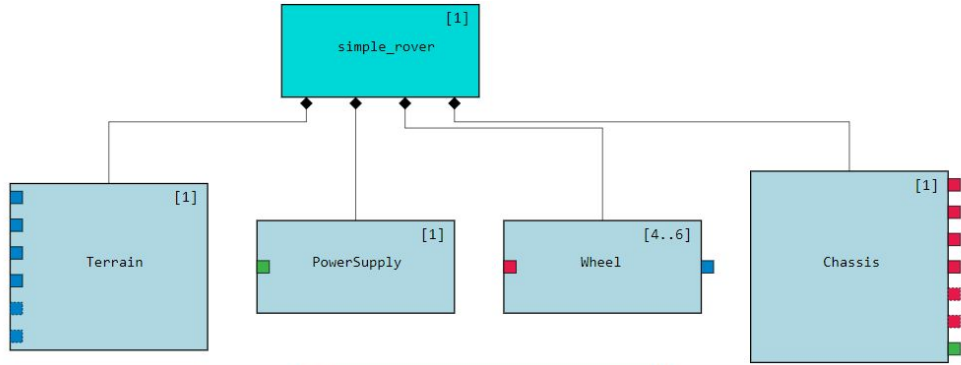 [1]
simple_rover
[1]
Terrain
[1]
PowerSupply
[4..6]
Wheel
[1]
Chassis